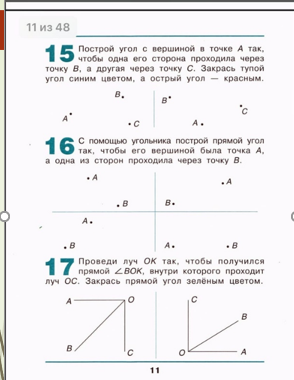 11 из 48
15 Построй угол с вершиной в точке А так,
чтобы одна его сторона проходила через
точку В, а другая через точку С. Закрась тупой
угол синим цветом, а острый угол — красным.
В В
А С
С А
16 С помощью угольника построй прямой угол
так, чтобы его вершиной была точка А,
а одна из сторон проходила через точку В.
А А
В В
А
В А В
17 Проведи луч ОК так, чтобы получился
прямой ∠ВОК, внутри которого проходит
луч ОС. Закрась прямой угол зелёным цветом.
А О С
В
В С О А
11